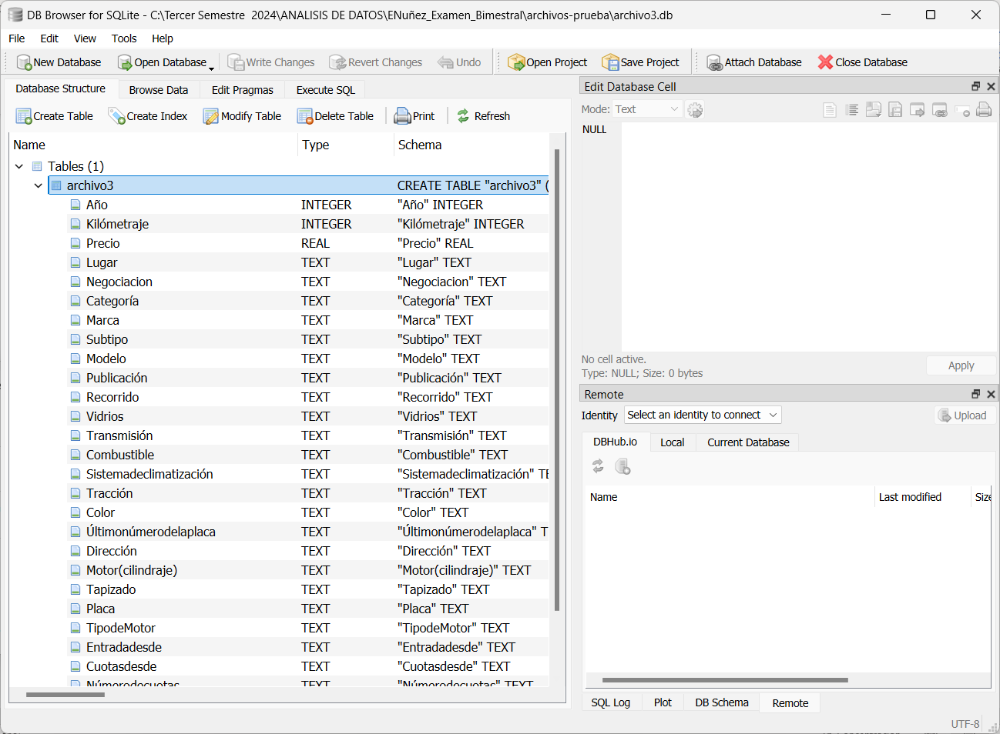 DB Browser for SQLite - C:\Tercer Semestre  2024\ANALISIS DE DATOS\ENuñez_Examen_Bimestral\archivos-prueba\archivo3.db
File Edit View Tools Help
New Database Open Database Write Changes Revert Changes Undo Open Project Save Project Attach Database Close Database
Database Structure Browse Data Edit Pragmas Execute SQL
Create Table Create Index Modify Table Delete Table Print Refresh
Name Type Schema
Tables (1)
archivo3 CREATE TABLE "archivo3" (
Año INTEGER "Año" INTEGER
Kilómetraje INTEGER "Kilómetraje" INTEGER
Precio REAL "Precio" REAL
Lugar TEXT "Lugar" TEXT
Negociacion TEXT "Negociacion" TEXT
Categoría TEXT "Categoría" TEXT
Marca TEXT "Marca" TEXT
Subtipo TEXT "Subtipo" TEXT
Modelo TEXT "Modelo" TEXT
Publicación TEXT "Publicación" TEXT
Recorrido TEXT "Recorrido" TEXT
Vidrios TEXT "Vidrios" TEXT
Transmisión TEXT "Transmisión" TEXT
Combustible TEXT "Combustible" TEXT
Sistemadeclimatización TEXT "Sistemadeclimatización" TE
Tracción TEXT "Tracción" TEXT
Color TEXT "Color" TEXT
Últimonúmerodelaplaca TEXT "Últimonúmerodelaplaca" T
Dirección TEXT "Dirección" TEXT
Motor(cilindraje) TEXT "Motor(cilindraje)" TEXT
Tapizado TEXT "Tapizado" TEXT
Placa TEXT "Placa" TEXT
TipodeMotor TEXT "TipodeMotor" TEXT
Entradadesde TEXT "Entradadesde" TEXT
Cuotasdesde TEXT "Cuotasdesde" TEXT
Númerodecuotas TEXT "Númerodecuotas" TEXT
Edit Database Cell
Mode: Text
NULL
No cell active.
Type: NULL; Size: 0 bytes
Apply
Remote
Identity Select an identity to connect Upload
DBHub.io Local Current Database
Name Last modified Size
SQL Log Plot DB Schema Remote
UTF-8